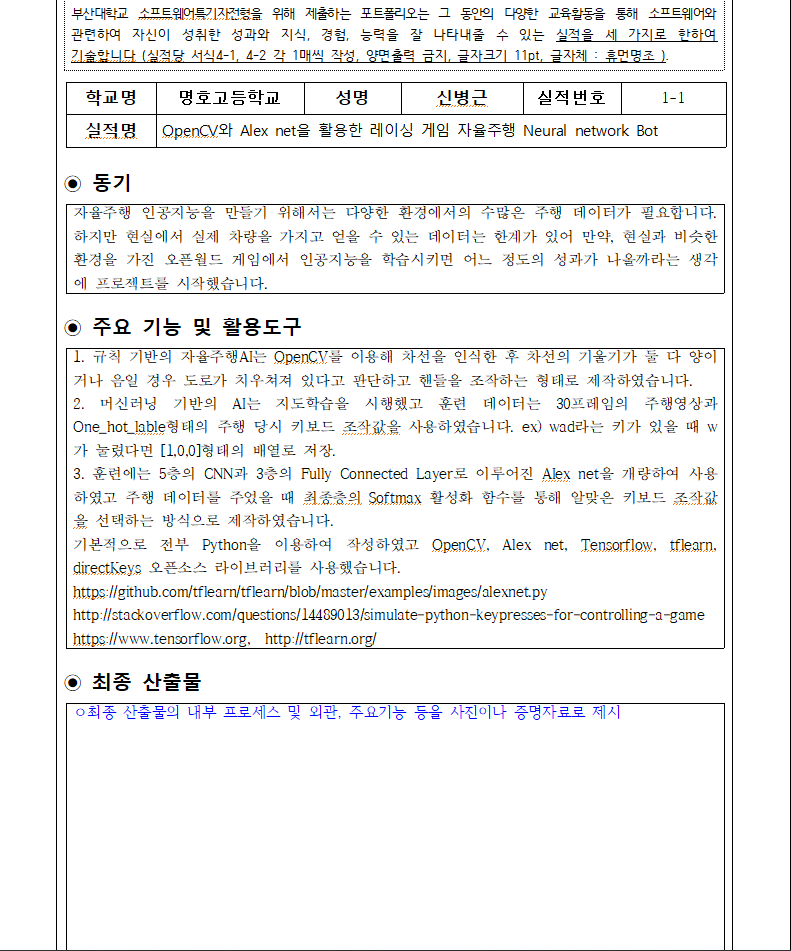 부산대학교 소프트웨어특기자전형을 위해 제출하는 포트폴리오는 그 동안의 다양한 교육활동을 통해 소프트웨어와
관련하여 자신이 성취한 성과와 지식, 경험, 능력을 잘 나타내줄 수 있는 실적을 세 가지로 한하여
기술합니다 (실적당 서식4-1, 4-2 각 1매씩 작성, 양면출력 금지, 글자크기 11pt, 글자체 : 휴먼명조 ).
학교명 명호고등학교 성명 신병근 실적번호 1-1
실적명 OpenCV와 Alex net을 활용한 레이싱 게임 자율주행 Neural network Bot
◉ 동기
자율주행 인공지능을 만들기 위해서는 다양한 환경에서의 수많은 주행 데이터가 필요합니다.
하지만 현실에서 실제 차량을 가지고 얻을 수 있는 데이터는 한계가 있어 만약, 현실과 비슷한
환경을 가진 오픈월드 게임에서 인공지능을 학습시키면 어느 정도의 성과가 나올까라는 생각
에 프로젝트를 시작했습니다.
◉ 주요 기능 및 활용도구
1. 규칙 기반의 자율주행AI는 OpenCV를 이용해 차선을 인식한 후 차선의 기울기가 둘 다 양이
거나 음일 경우 도로가 치우쳐져 있다고 판단하고 핸들을 조작하는 형태로 제작하였습니다.
2. 머신러닝 기반의 AI는 지도학습을 시행했고 훈련 데이터는 30프레임의 주행영상과
One_hot_lable형태의 주행 당시 키보드 조작값을 사용하였습니다. ex) wad라는 키가 있을 때 w
가 눌렸다면 [1,0,0]형태의 배열로 저장.
3. 훈련에는 5층의 CNN과 3층의 Fully Connected Layer로 이루어진 Alex net을 개량하여 사용
하였고 주행 데이터를 주었을 때 최종층의 Softmax 활성화 함수를 통해 알맞은 키보드 조작값
을 선택하는 방식으로 제작하였습니다.
기본적으로 전부 Python을 이용하여 작성하였고 OpenCV, Alex net, Tensorflow, tflearn,
directKeys 오픈소스 라이브러리를 사용했습니다.
https://github.com/tflearn/tflearn/blob/master/examples/images/alexnet.py
http://stackoverflow.com/questions/14489013/simulate-python-keypresses-for-controlling-a-game
https://www.tensorflow.org, http://tflearn.org/
◉ 최종 산출물
ㅇ최종 산출물의 내부 프로세스 및 외관, 주요기능 등을 사진이나 증명자료로 제시